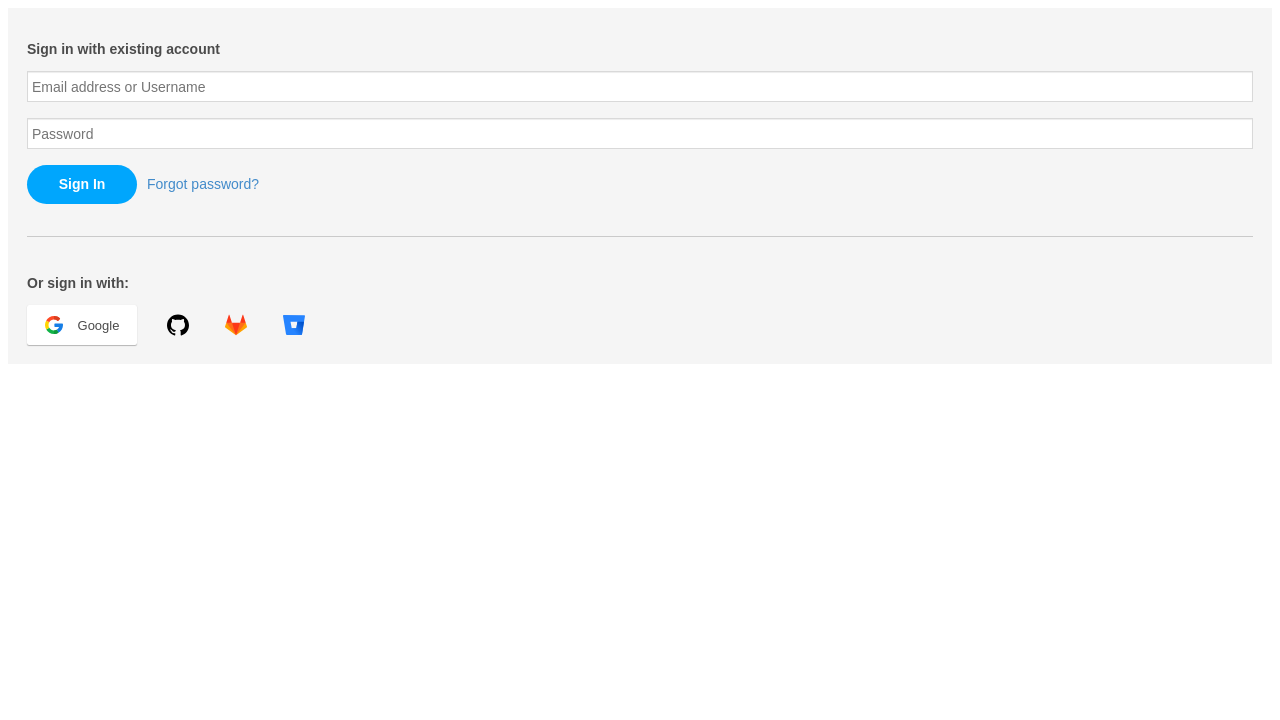 Sign in with existing account
Email address or Username
Password
Sign In
Forgot password?
Or sign in with:
Google